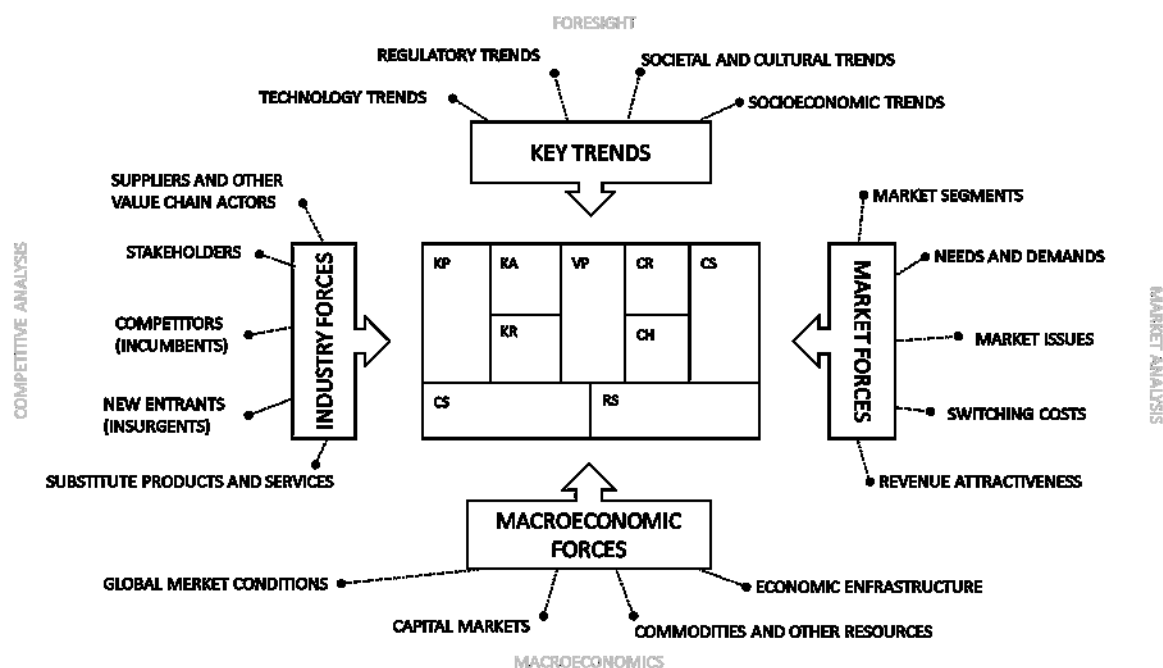 FORESIGHT
REGULATORY TRENDS
SOCIETAL AND CULTURAL TRENDS
TECHNOLOGY TRENDS
SOCIOECONOMIC TRENDS
KEY TRENDS
SUPPLIERS AND OTHER
VALUE CHAIN ACTORS
STAKEHOLDERS
COMPETITORS
(INCUMBENTS)
NEW ENTRANTS
(INSURGENTS)
SUBSTITUTE PRODUCTS AND SERVICES
COMPETITIVE ANALYSIS
INDUSTRY FORCES
KP
KA
VP
CR
CS
KR
CH
CS
RS
MARKET FORCES
MARKET SEGMENTS
NEEDS AND DEMANDS
MARKET ISSUES
SWITCHING COSTS
REVENUE ATTRACTIVENESS
MARKET ANALYSIS
MACROECONOMIC
FORCES
GLOBAL MERKET CONDITIONS
ECONOMIC ENFRASTRUCTURE
CAPITAL MARKETS
COMMODITIES AND OTHER RESOURCES
MACROECONOMICS